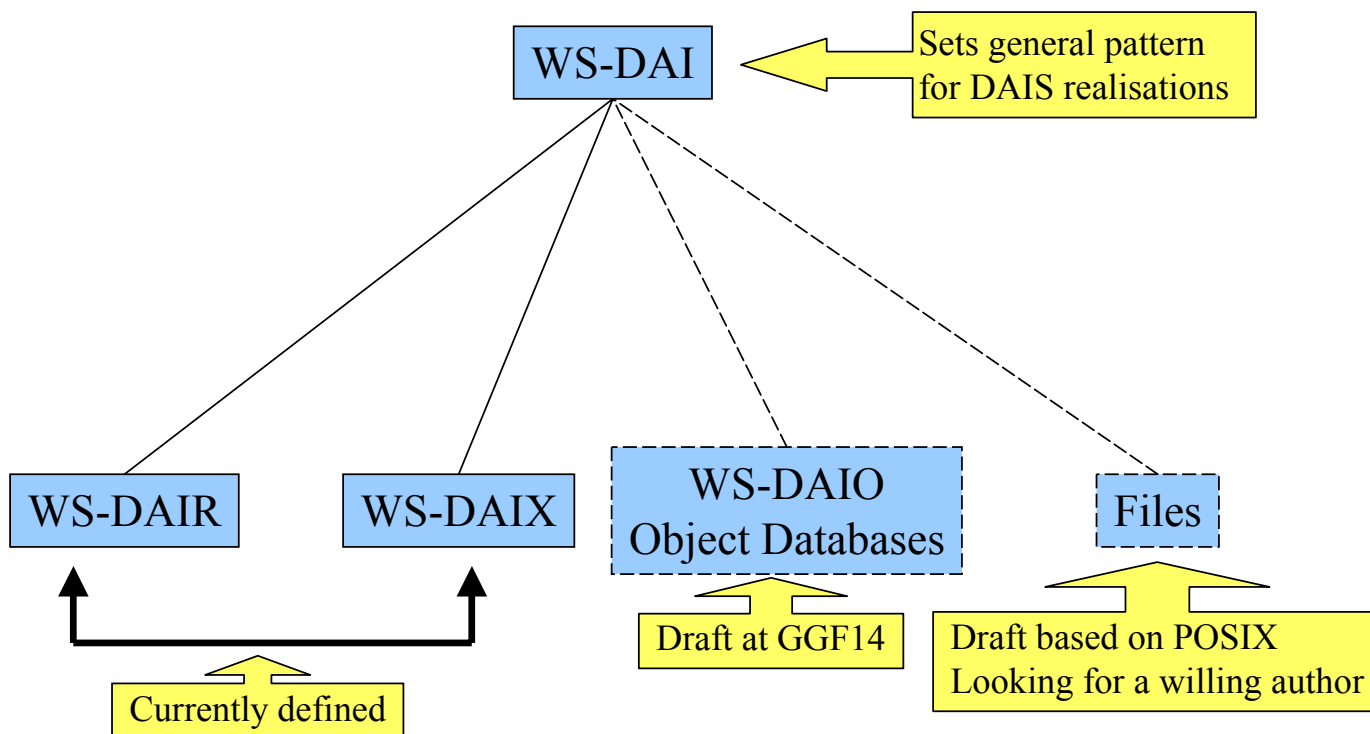 WS-DAI
Sets general pattern
for DAIS realisations
WS-DAIR
WS-DAIX
WS-DAIO
Object Databases
Files
Currently defined
Draft at GGF14
Draft based on POSIX
Looking for a willing author